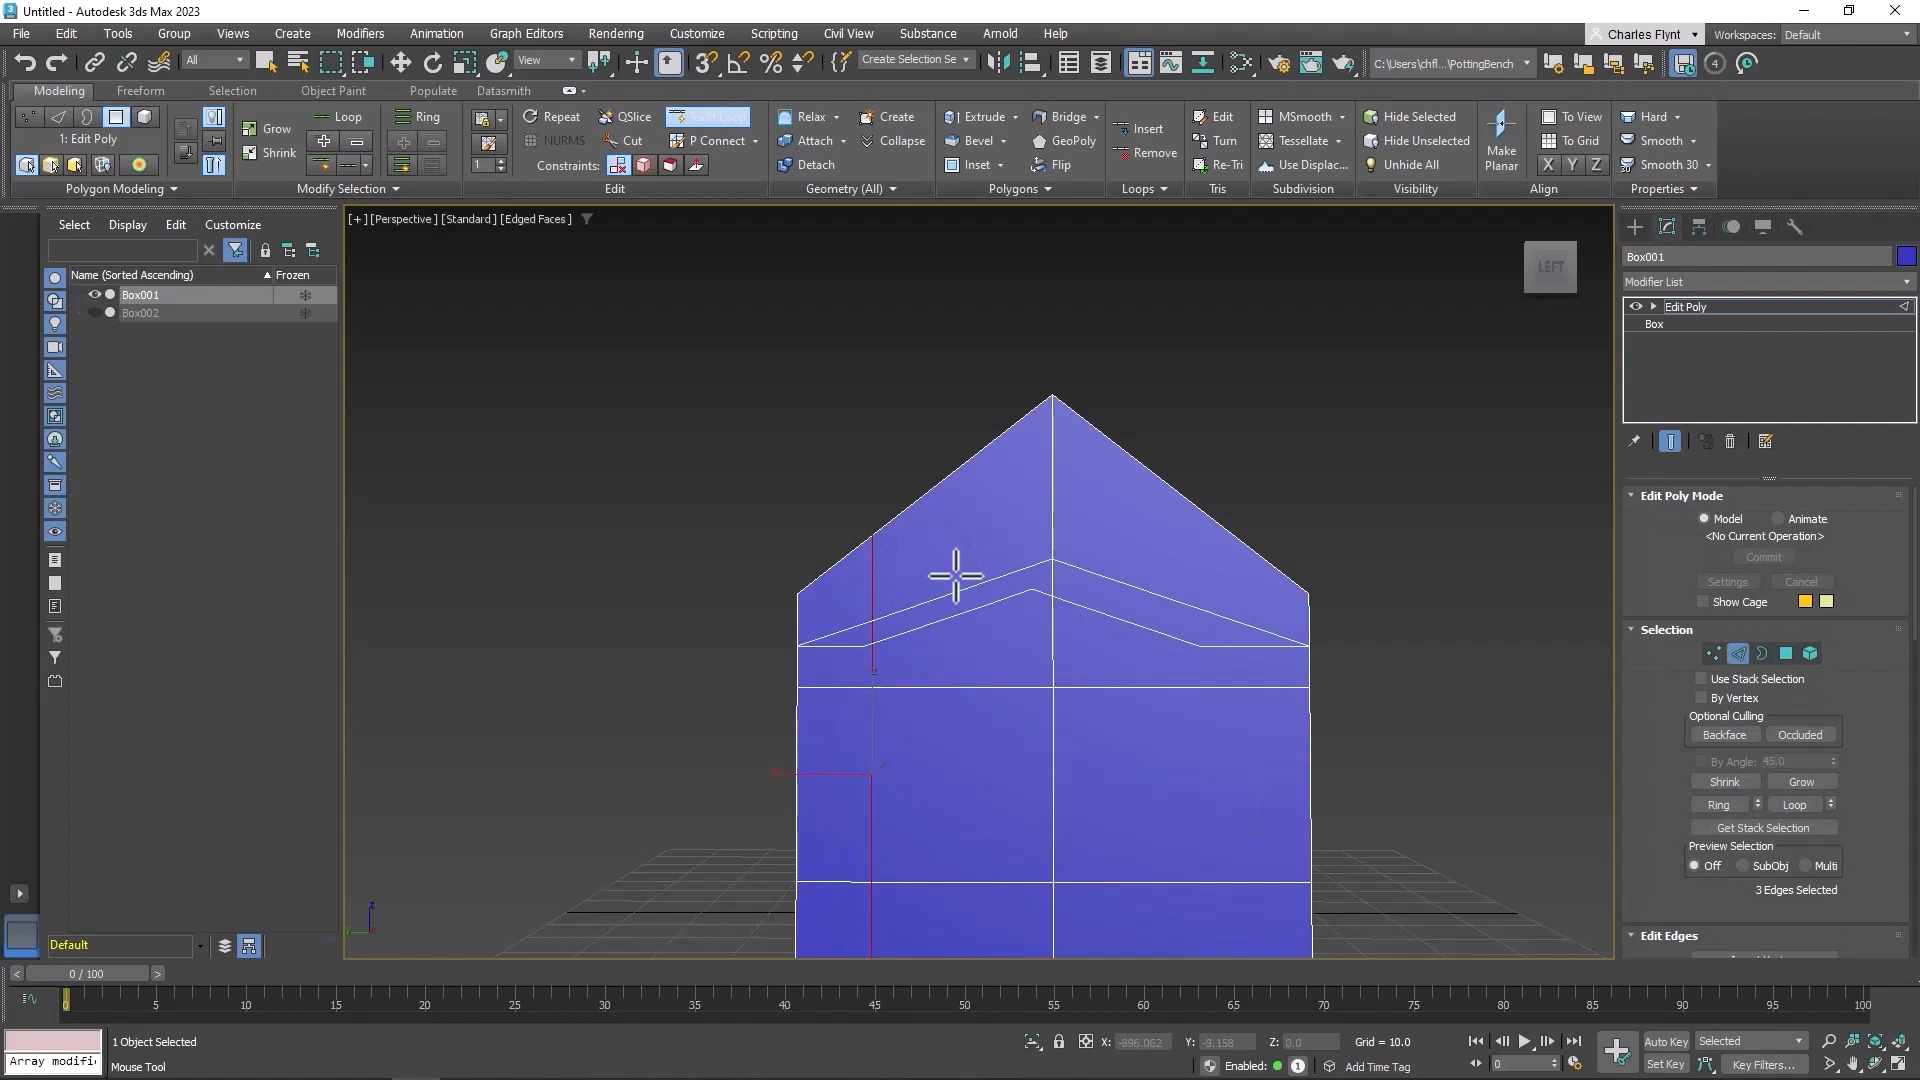 Untitled - Autodesk 3ds Max 2023
File Edit Tools Group Views Create Modifiers Animation Graph Editors Rendering Customize Scripting Civil View Substance Arnold Help
Charles Flynt Workspaces: Default
All View Create Selection Se C:\Users\chfl...\PottingBench 4
Modeling Freeform Selection Object Paint Populate Datasmith
Loop Ring Repeat QSlice Swift Loop Relax Create Extrude Bridge Edit MSmooth Hide Selected To View Hard
1: Edit Poly Grow Insert
NURMS Cut P Connect Attach Collapse Bevel GeoPoly Turn Tessellate Hide Unselected Make Planar To Grid Smooth
Shrink Remove
1 Constraints: Detach Inset Flip Re-Tri Use Displac... Unhide All X Y Z Smooth 30
Polygon Modeling Modify Selection Edit Geometry (All) Polygons Loops Tris Subdivision Visibility Align Properties
Select Display Edit Customize
Name (Sorted Ascending) Frozen
Box001
Box002
Default
[+] [Perspective] [Standard] [Edged Faces]
LEFT
z
x
z
y
x
Box001
Modifier List
Edit Poly
Box
Edit Poly Mode
Model Animate
<No Current Operation>
Commit
Settings Cancel
Show Cage
Selection
Use Stack Selection
By Vertex
Optional Culling
Backface Occluded
By Angle: 45.0
Shrink Grow
Ring Loop
Get Stack Selection
Preview Selection
Off SubObj Multi
3 Edges Selected
Edit Edges
< 0 / 100 >
0 5 10 15 20 25 30 35 40 45 50 55 60 65 70 75 80 85 90 95 100
1 Object Selected X: -896.062 Y: -9.158 Z: 0.0 Grid = 10.0 Auto Key Selected
Array modifi Mouse Tool Enabled: 1 Add Time Tag 0 Set Key Key Filters...